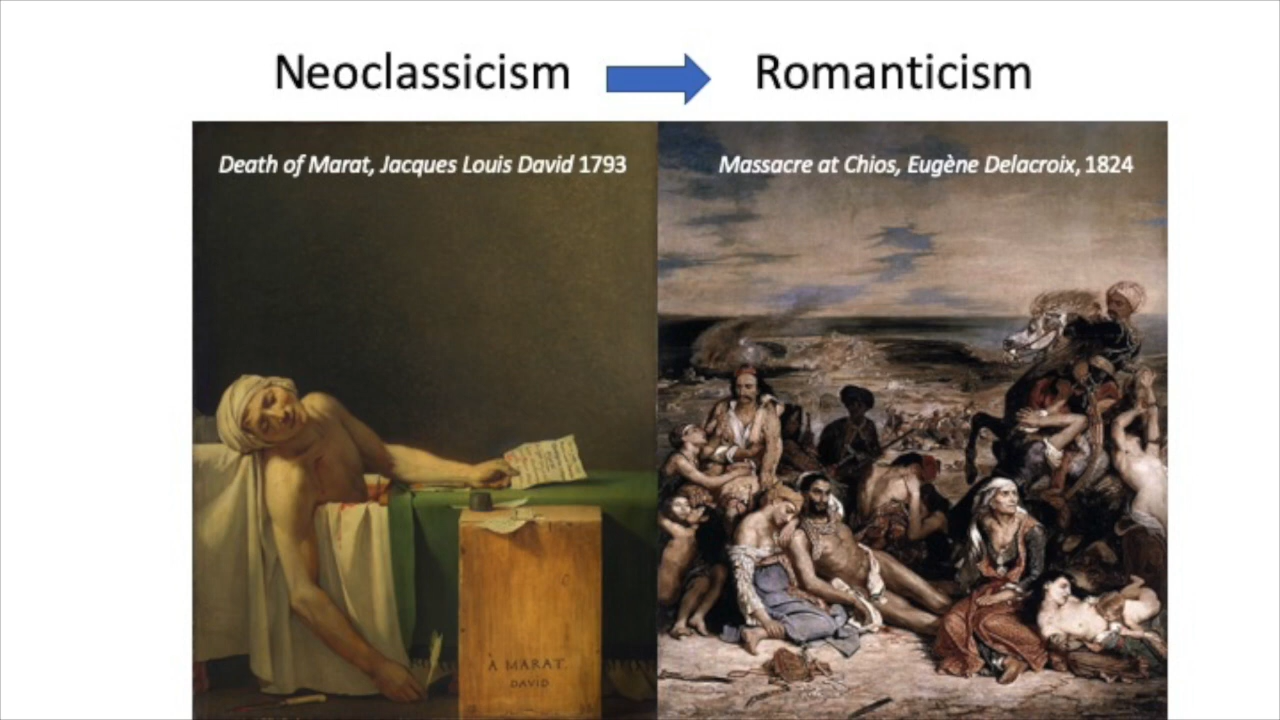 Neoclassicism Romanticism
Death of Marat, Jacques Louis David 1793
Massacre at Chios, Eugène Delacroix, 1824
À MARAT.
DAVID